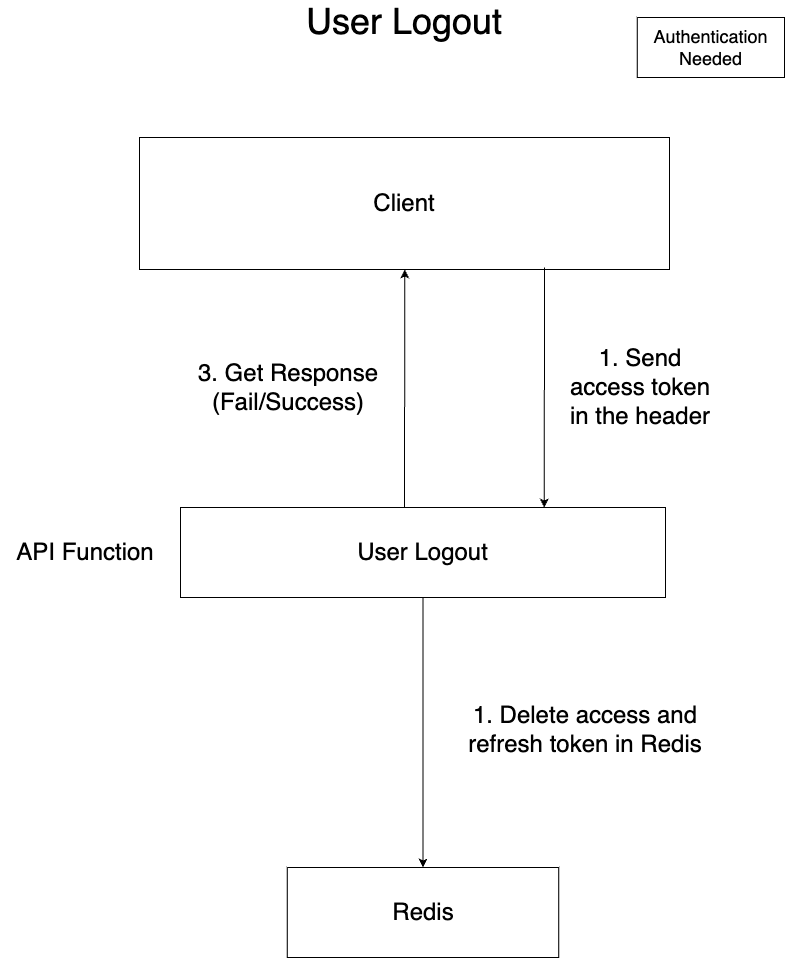 User Logout
Authentication
Needed
Client
3. Get Response
(Fail/Success)
1. Send
access token
in the header
API Function
User Logout
1. Delete access and
refresh token in Redis
Redis